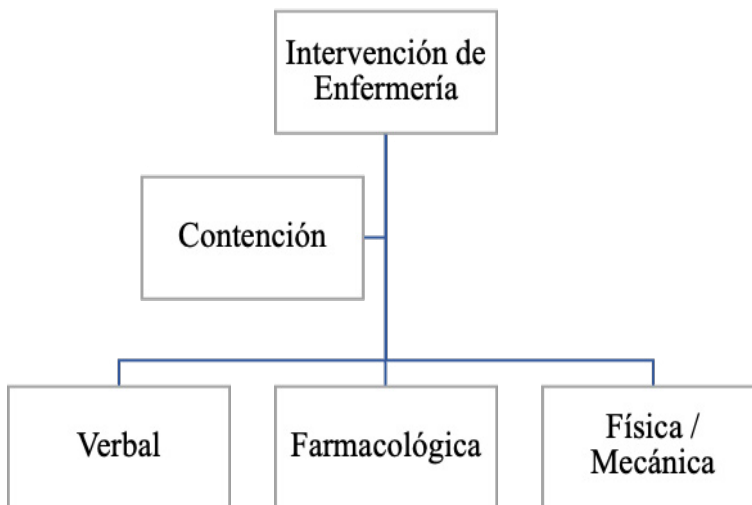 Intervención de
Enfermería
Contención
Verbal
Farmacológica
Física /
Mecánica